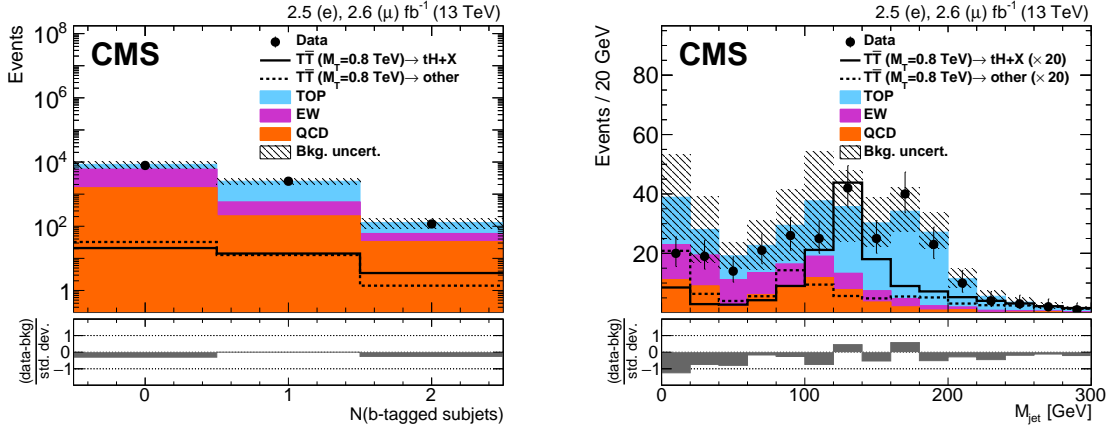 2.5 (e), 2.6 (μ) fb⁻¹ (13 TeV)
CMS
Data
TT̅ (M_T=0.8 TeV)→ tH+X
TT̅ (M_T=0.8 TeV)→ other
TOP
EW
QCD
Bkg. uncert.
Events
10⁸
10⁶
10⁴
10²
1
(data-bkg)
std. dev.
1
0
−1
0 1 2
N(b-tagged subjets)
2.5 (e), 2.6 (μ) fb⁻¹ (13 TeV)
CMS
Data
TT̅ (M_T=0.8 TeV)→ tH+X (× 20)
TT̅ (M_T=0.8 TeV)→ other (× 20)
TOP
EW
QCD
Bkg. uncert.
Events / 20 GeV
80
60
40
20
(data-bkg)
std. dev.
1
0
−1
0 100 200 300
M_jet [GeV]